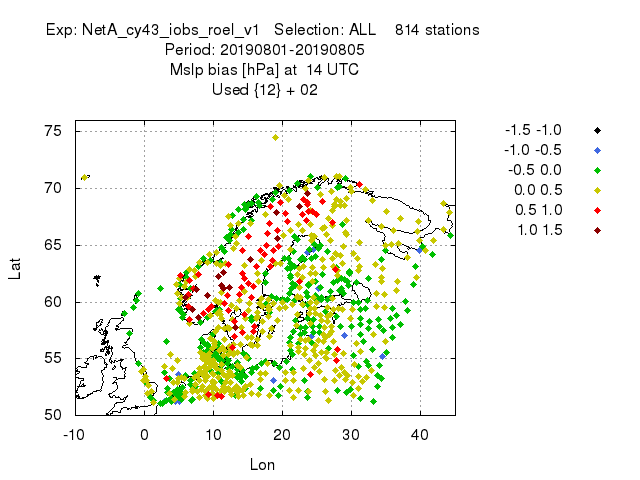 Exp: NetA_cy43_iobs_roel_v1 Selection: ALL 814 stations
Period: 20190801-20190805
Mslp bias [hPa] at 14 UTC
Used {12} + 02
-1.5 -1.0
-1.0 -0.5
-0.5 0.0
0.0 0.5
0.5 1.0
1.0 1.5
75
70
65
60
55
50
Lat
-10 0 10 20 30 40
Lon